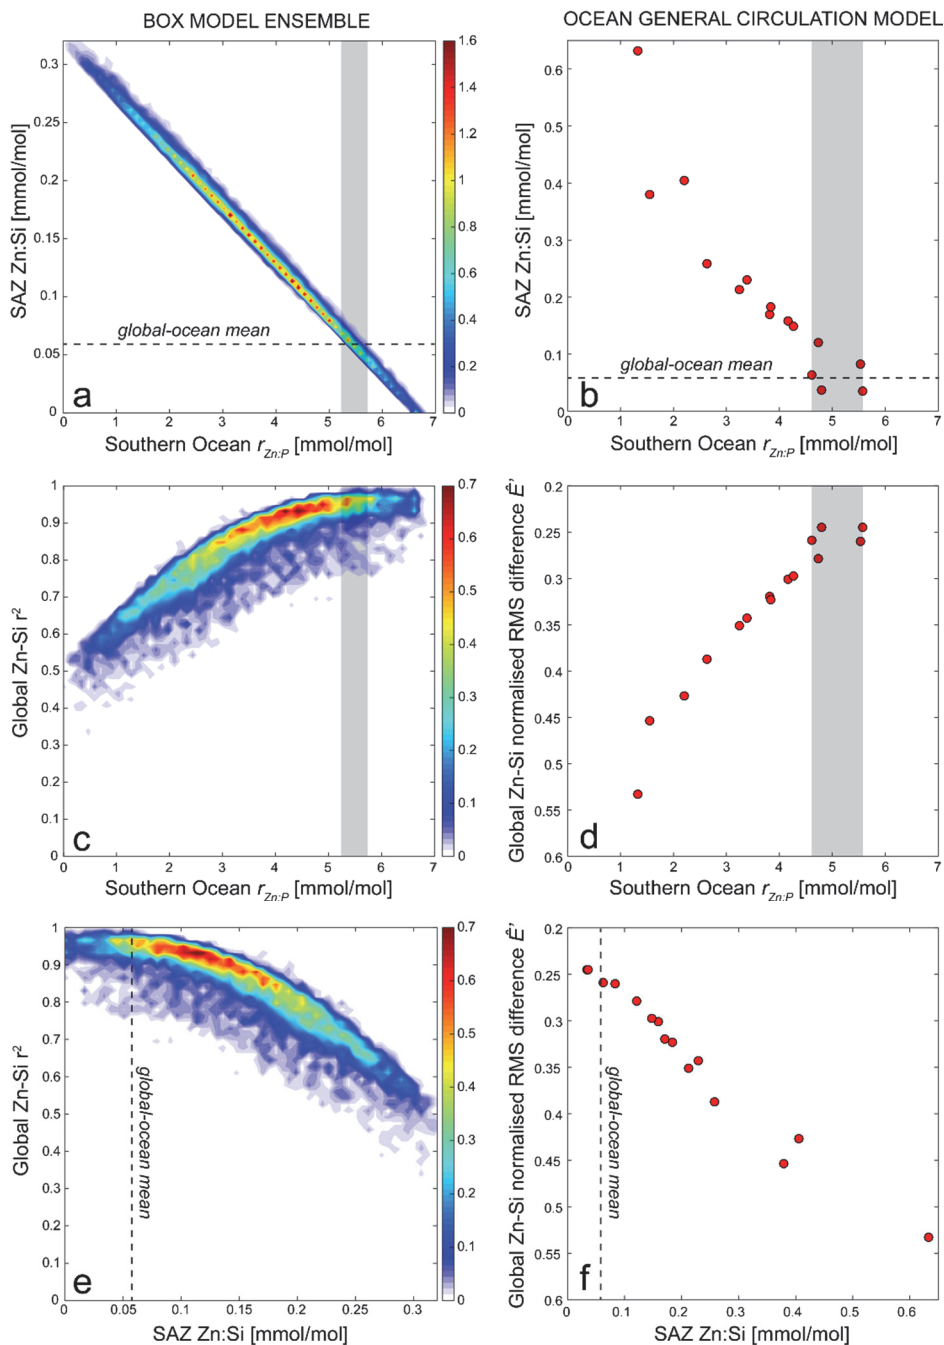 BOX MODEL ENSEMBLE
OCEAN GENERAL CIRCULATION MODEL
SAZ Zn:Si [mmol/mol]
0.3
0.25
0.2
0.15
0.1
0.05
0
global-ocean mean
a
0 1 2 3 4 5 6 7
Southern Ocean r_Zn:P [mmol/mol]
1.6
1.4
1.2
1
0.8
0.6
0.4
0.2
0
SAZ Zn:Si [mmol/mol]
0.6
0.5
0.4
0.3
0.2
0.1
0
global-ocean mean
b
0 1 2 3 4 5 6 7
Southern Ocean r_Zn:P [mmol/mol]
Global Zn-Si r²
1
0.9
0.8
0.7
0.6
0.5
0.4
0.3
0.2
0.1
0
c
0 1 2 3 4 5 6 7
Southern Ocean r_Zn:P [mmol/mol]
0.7
0.6
0.5
0.4
0.3
0.2
0.1
0
Global Zn-Si normalised RMS difference Ê'
0.2
0.25
0.3
0.35
0.4
0.45
0.5
0.55
0.6
d
0 1 2 3 4 5 6 7
Southern Ocean r_Zn:P [mmol/mol]
Global Zn-Si r²
1
0.9
0.8
0.7
0.6
0.5
0.4
0.3
0.2
0.1
0
global-ocean mean
e
0 0.05 0.1 0.15 0.2 0.25 0.3
SAZ Zn:Si [mmol/mol]
0.7
0.6
0.5
0.4
0.3
0.2
0.1
0
Global Zn-Si normalised RMS difference Ê'
0.2
0.25
0.3
0.35
0.4
0.45
0.5
0.55
0.6
global-ocean mean
f
0 0.1 0.2 0.3 0.4 0.5 0.6
SAZ Zn:Si [mmol/mol]